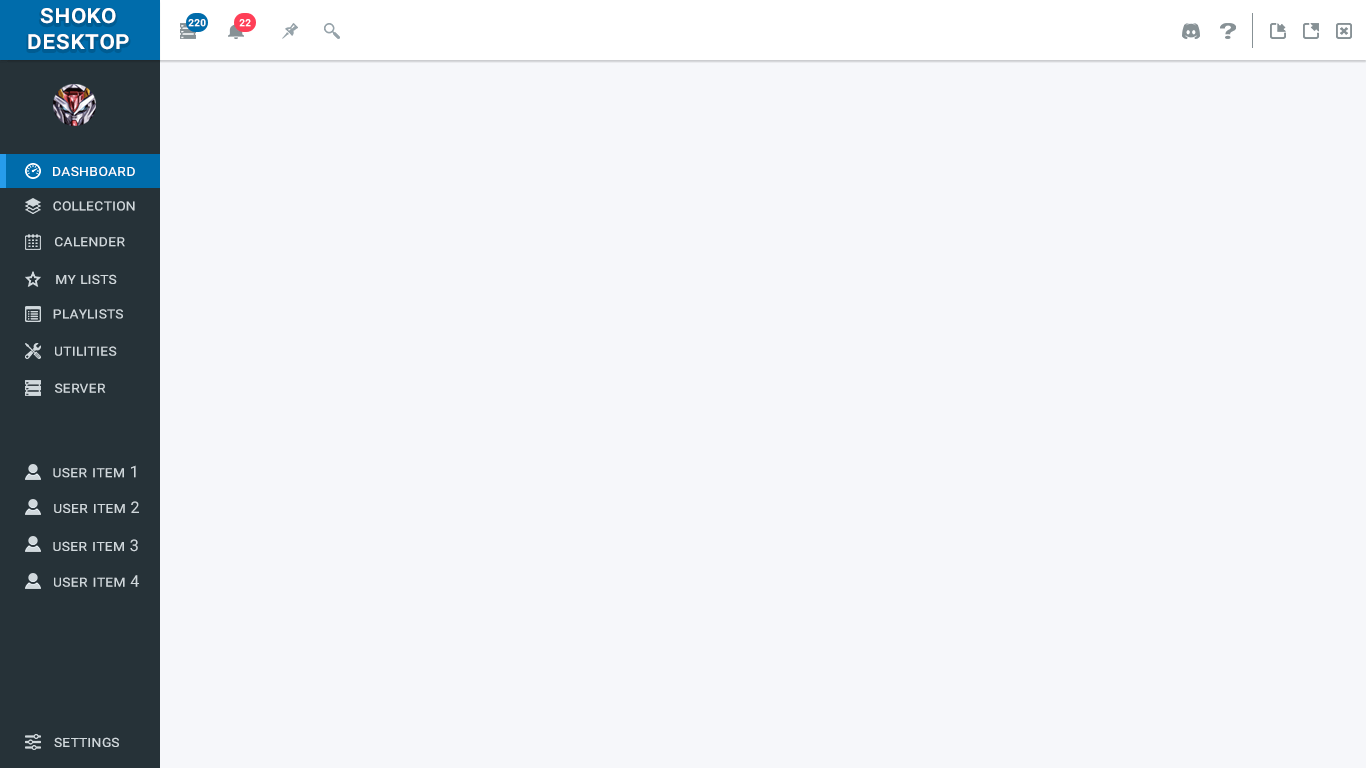 SHOKO
DESKTOP
220
22
DASHBOARD
COLLECTION
CALENDER
MY LISTS
PLAYLISTS
UTILITIES
SERVER
USER ITEM 1
USER ITEM 2
USER ITEM 3
USER ITEM 4
SETTINGS